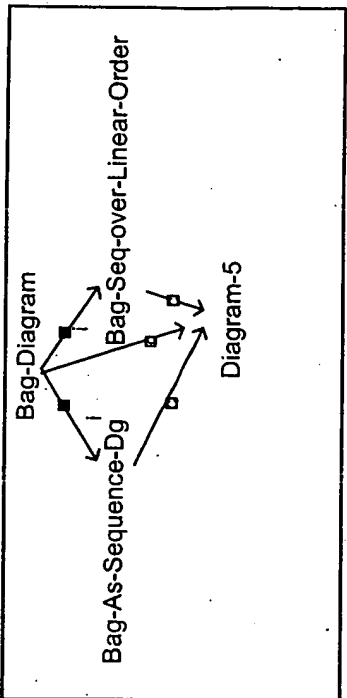 Bag-Diagram
i
i
Bag-As-Sequence-Dg
Bag-Seq-over-Linear-Order
Diagram-5